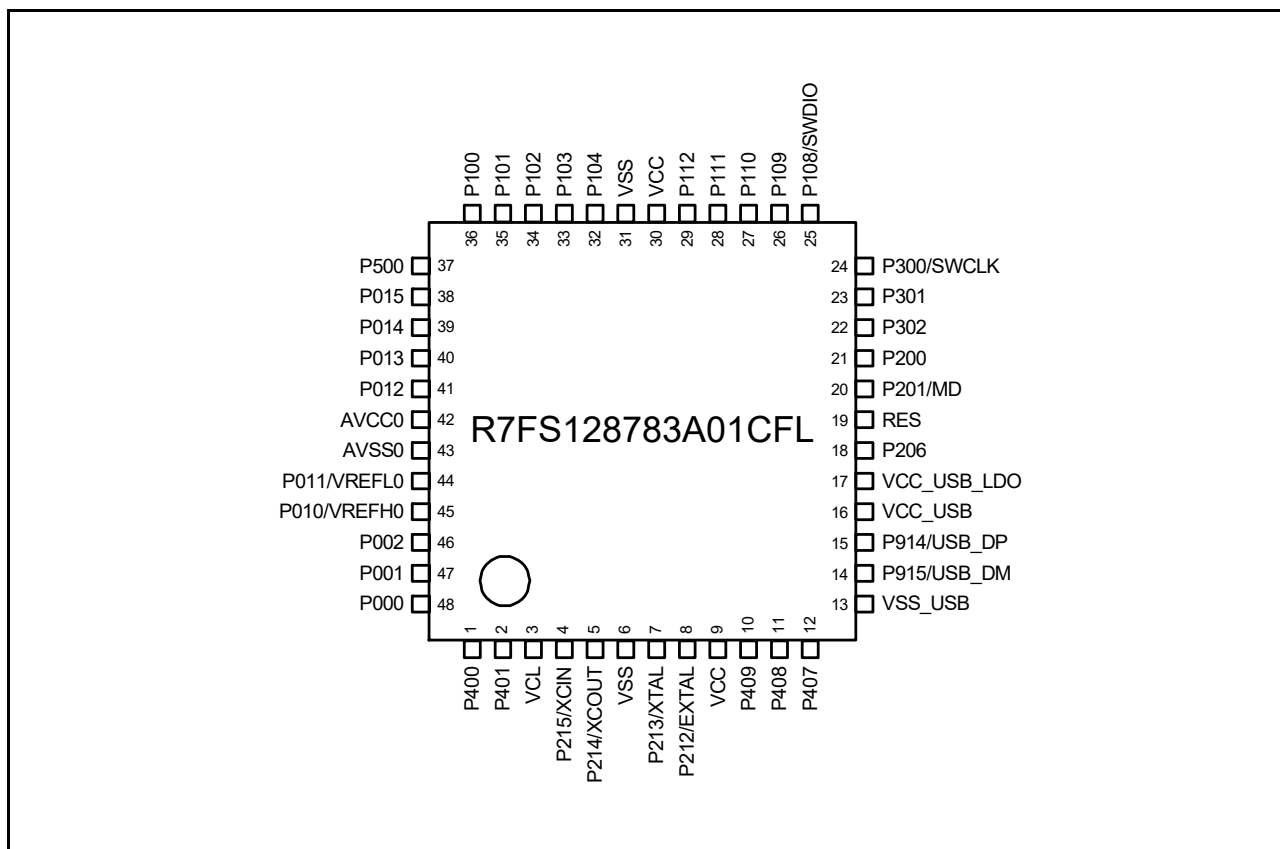 P100
P101
P102
P103
P104
VSS
VCC
P112
P111
P110
P109
P108/SWDIO
36
35
34
33
32
31
30
29
28
27
26
25
P500 37
P015 38
P014 39
P013 40
P012 41
AVCC0 42
AVSS0 43
P011/VREFL0 44
P010/VREFH0 45
P002 46
P001 47
P000 48
R7FS128783A01CFL
24 P300/SWCLK
23 P301
22 P302
21 P200
20 P201/MD
19 RES
18 P206
17 VCC_USB_LDO
16 VCC_USB
15 P914/USB_DP
14 P915/USB_DM
13 VSS_USB
1
2
3
4
5
6
7
8
9
10
11
12
P400
P401
VCL
P215/XCIN
P214/XCOUT
VSS
P213/XTAL
P212/EXTAL
VCC
P409
P408
P407